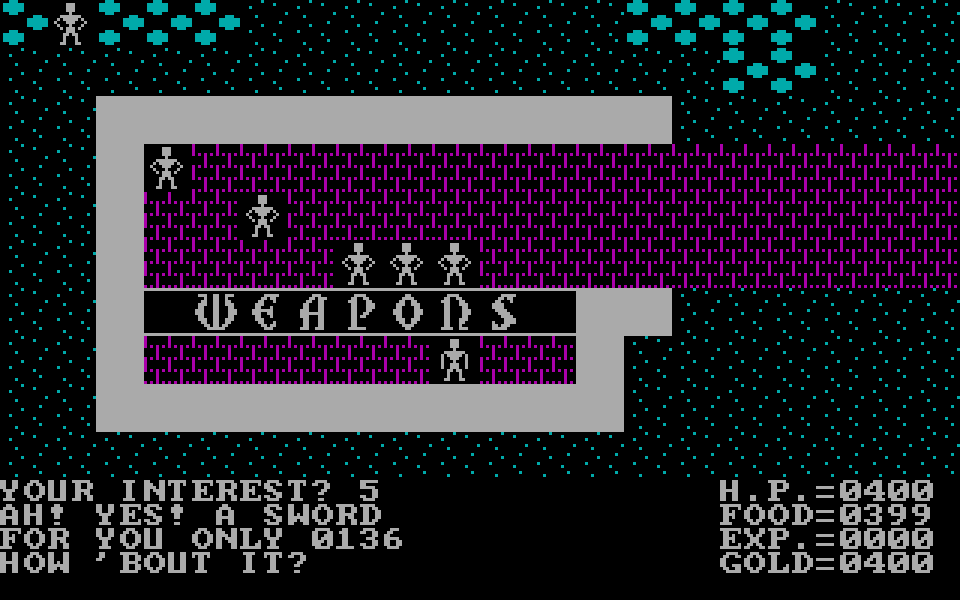 WEAPONS
YOUR INTEREST? 5
AH! YES! A SWORD
FOR YOU ONLY 0136
HOW 'BOUT IT?
H.P.=0400
FOOD=0399
EXP.=0000
GOLD=0400